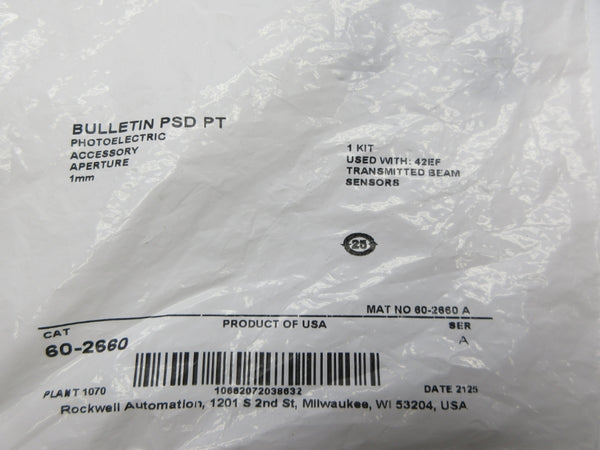 BULLETIN PSD PT
PHOTOELECTRIC
ACCESSORY
APERTURE
1mm
1 KIT
USED WITH: 42EF
TRANSMITTED BEAM
SENSORS
25
MAT NO 60-2660 A
CAT
PRODUCT OF USA
SER
60-2660
A
PLANT 1070
10662072038632
DATE 2125
Rockwell Automation, 1201 S 2nd St, Milwaukee, WI 53204, USA